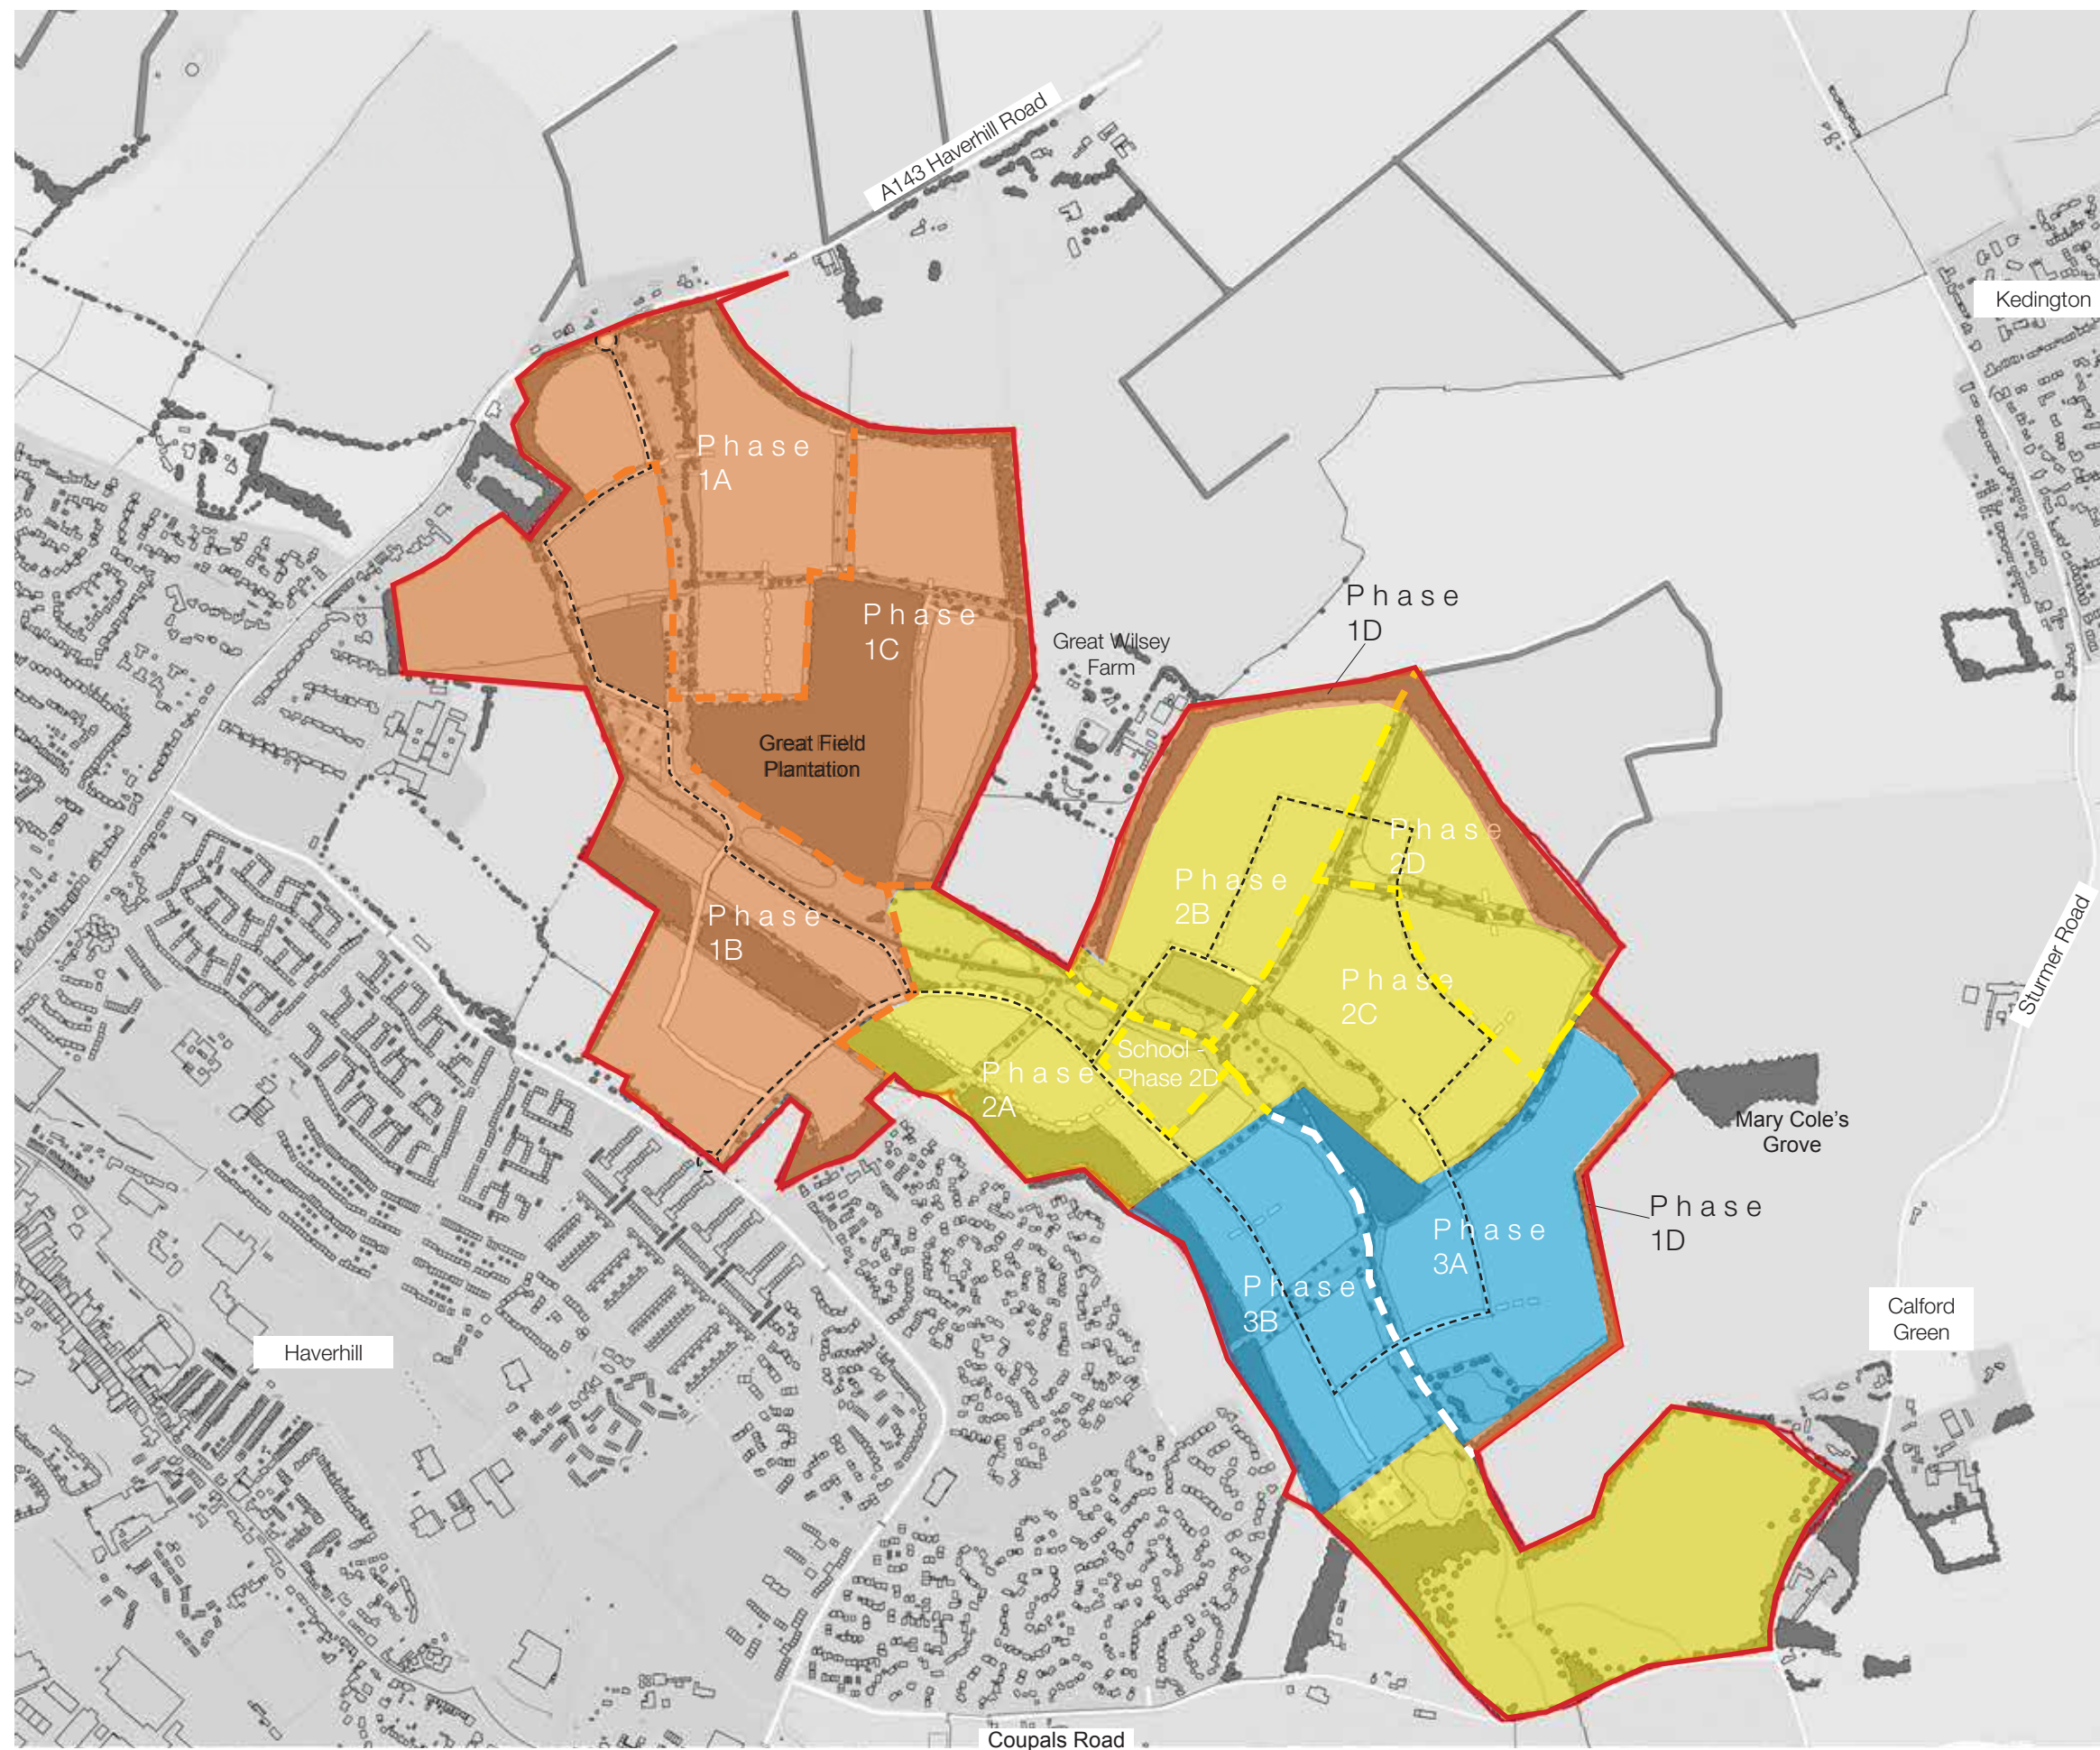 A143 Haverhill Road
Kedington
Phase
1A
Phase
1D
Phase
1C
Great Wilsey
Farm
Great Field
Plantation
Phase
2D
Phase
2B
Phase
1B
Phase
2C
Sturmer Road
School -
Phase 2D
Phase
2A
Mary Cole's
Grove
Phase
1D
Phase
3A
Phase
3B
Calford
Green
Haverhill
Coupals Road